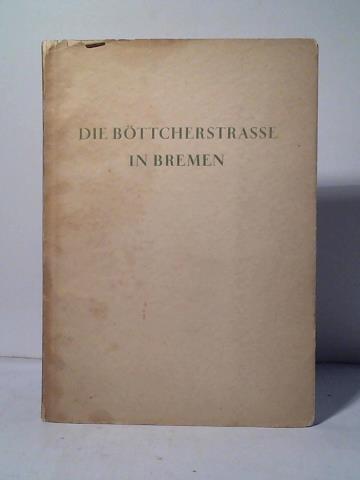 DIE BÖTTCHERSTRASSE
IN BREMEN